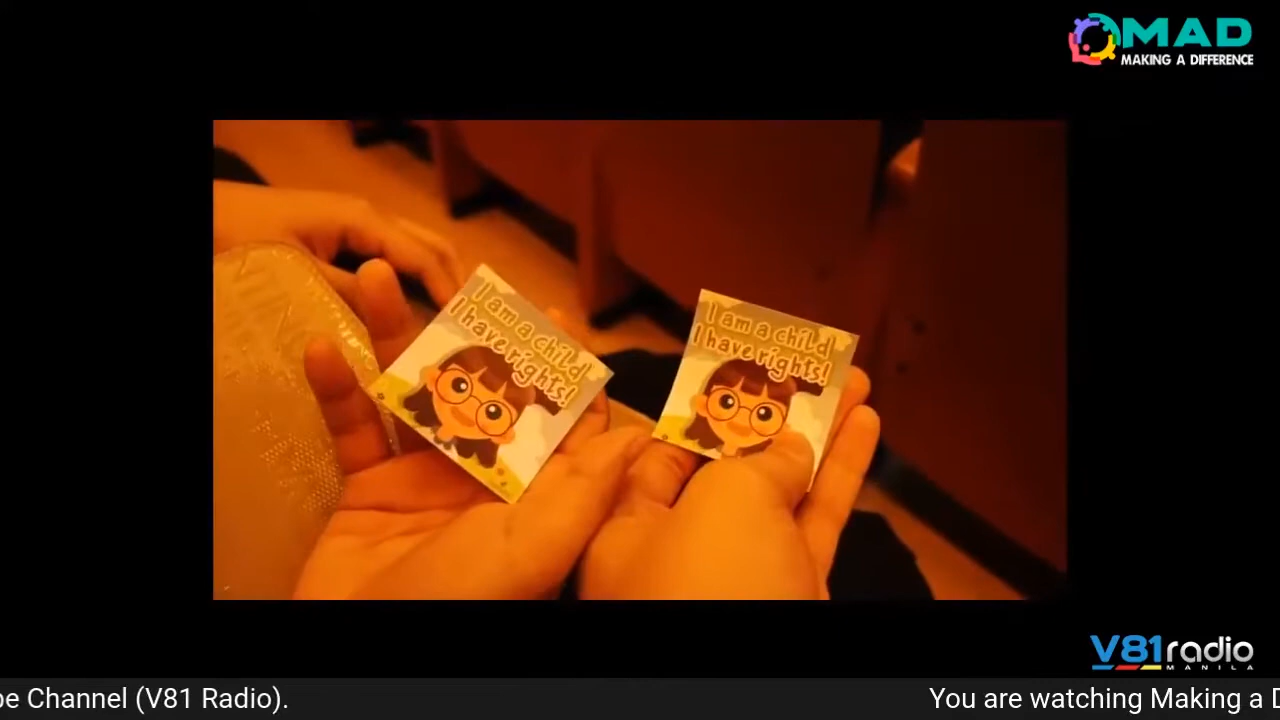 MAD
MAKING A DIFFERENCE
I am a child
I have rights!
I am a child
I have rights!
V81radio
MANILA
be Channel (V81 Radio).
You are watching Making a D